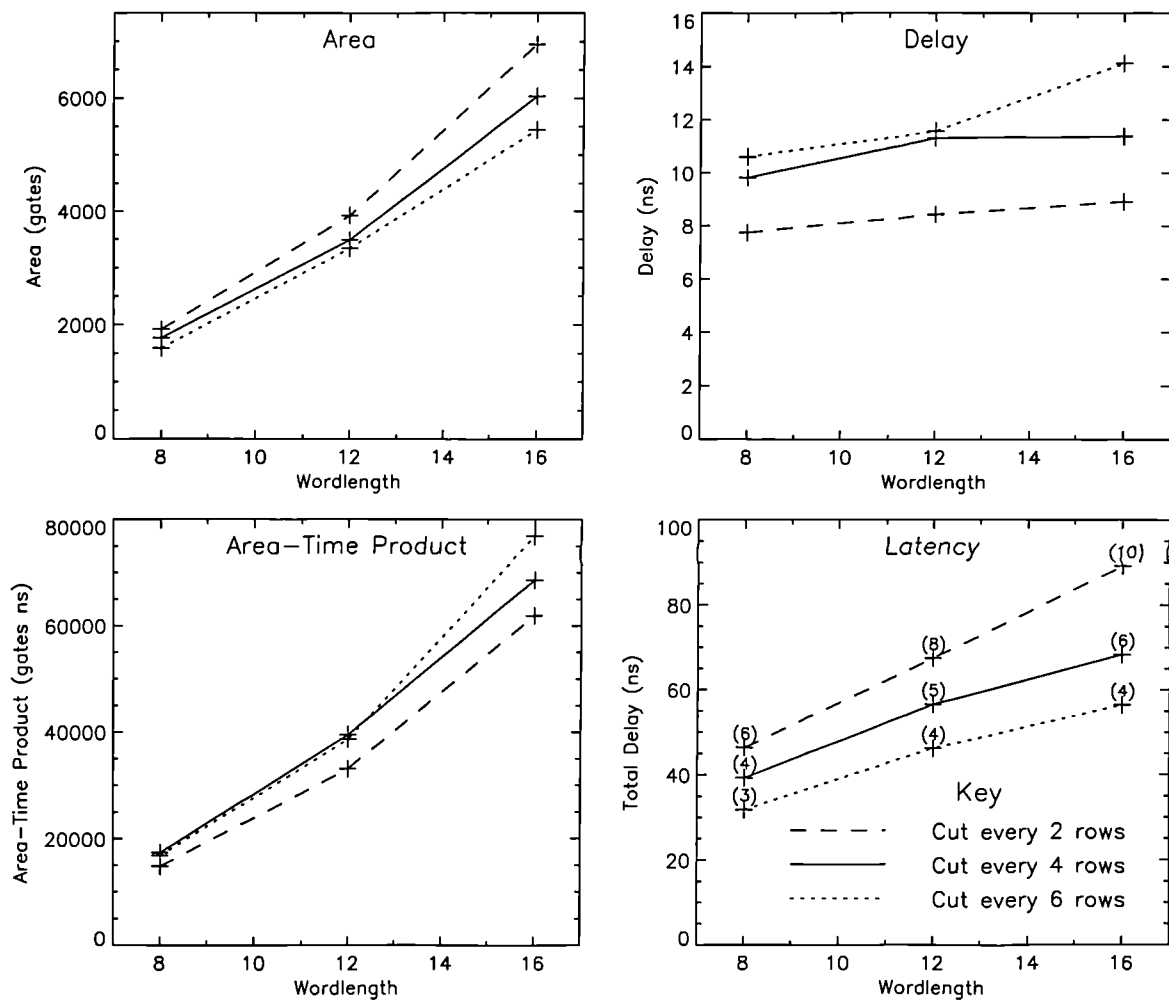 Area
Area (gates)
6000
4000
2000
0
8 10 12 14 16
Wordlength
Delay
Delay (ns)
16
14
12
10
8
6
4
2
0
8 10 12 14 16
Wordlength
Area-Time Product
Area-Time Product (gates ns)
80000
60000
40000
20000
0
8 10 12 14 16
Wordlength
Latency
Total Delay (ns)
100
80
60
40
20
0
(10)
(8)
(6)
(5)
(4)
(6)
(4)
(4)
(3)
Key
Cut every 2 rows
Cut every 4 rows
Cut every 6 rows
8 10 12 14 16
Wordlength